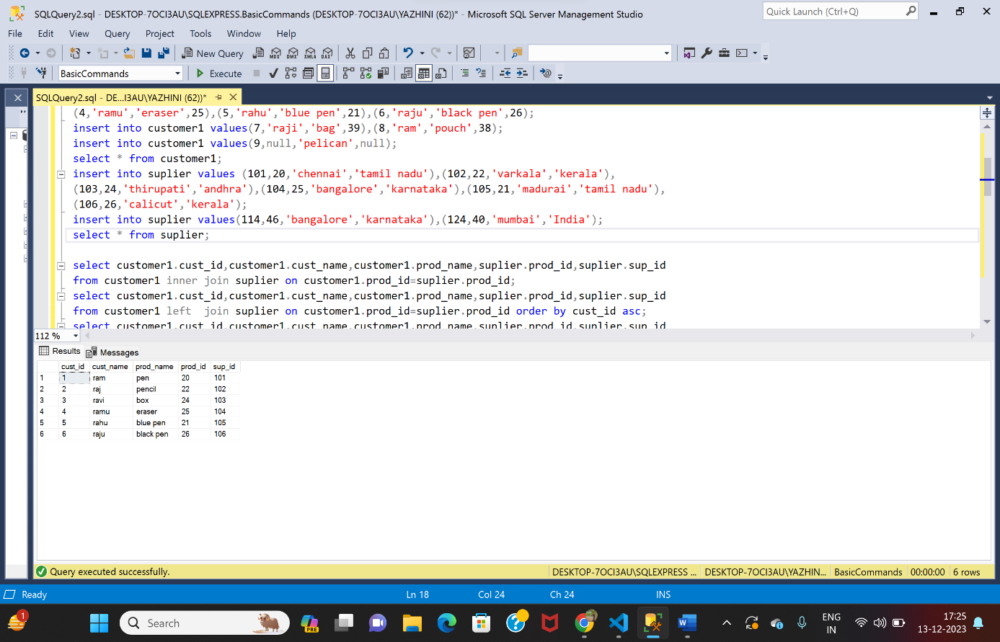 SQLQuery2.sql - DESKTOP-7OCI3AU\SQLEXPRESS.BasicCommands (DESKTOP-7OCI3AU\YAZHINI (62))* - Microsoft SQL Server Management Studio
Quick Launch (Ctrl+Q)
File Edit View Query Project Tools Window Help
New Query MDX DMX XMLA DAX
BasicCommands Execute
SQLQuery2.sql - DE...I3AU\YAZHINI (62))*
(4,'ramu','eraser',25),(5,'rahu','blue pen',21),(6,'raju','black pen',26);
insert into customer1 values(7,'raji','bag',39),(8,'ram','pouch',38);
insert into customer1 values(9,null,'pelican',null);
select * from customer1;
insert into suplier values (101,20,'chennai','tamil nadu'),(102,22,'varkala','kerala'),
(103,24,'thirupati','andhra'),(104,25,'bangalore','karnataka'),(105,21,'madurai','tamil nadu'),
(106,26,'calicut','kerala');
insert into suplier values(114,46,'bangalore','karnataka'),(124,40,'mumbai','India');
select * from suplier;
select customer1.cust_id,customer1.cust_name,customer1.prod_name,suplier.prod_id,suplier.sup_id
from customer1 inner join suplier on customer1.prod_id=suplier.prod_id;
select customer1.cust_id,customer1.cust_name,customer1.prod_name,suplier.prod_id,suplier.sup_id
from customer1 left  join suplier on customer1.prod_id=suplier.prod_id order by cust_id asc;
select customer1.cust_id,customer1.cust_name,customer1.prod_name,suplier.prod_id,suplier.sup_id
112 %
Results Messages
cust_id cust_name prod_name prod_id sup_id
1 1 ram pen 20 101
2 2 raj pencil 22 102
3 3 ravi box 24 103
4 4 ramu eraser 25 104
5 5 rahu blue pen 21 105
6 6 raju black pen 26 106
Query executed successfully. DESKTOP-7OCI3AU\SQLEXPRESS ... DESKTOP-7OCI3AU\YAZHIN... BasicCommands 00:00:00 6 rows
Ready Ln 18 Col 24 Ch 24 INS
1 Search PRE ENG
IN
17:25
13-12-2023